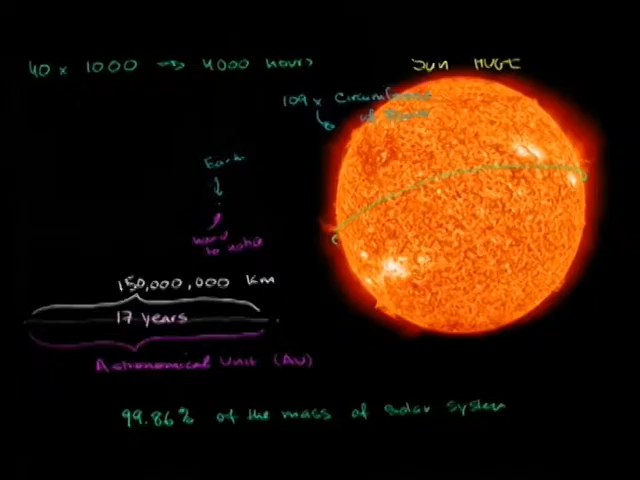 40 x 1000 → 4000 hours
Sun HUGE
109 x Circumference
of Earth
Earth
hard
to notice
150,000,000 Km
17 years
Astronomical Unit (AU)
99.86% of the mass of solar system